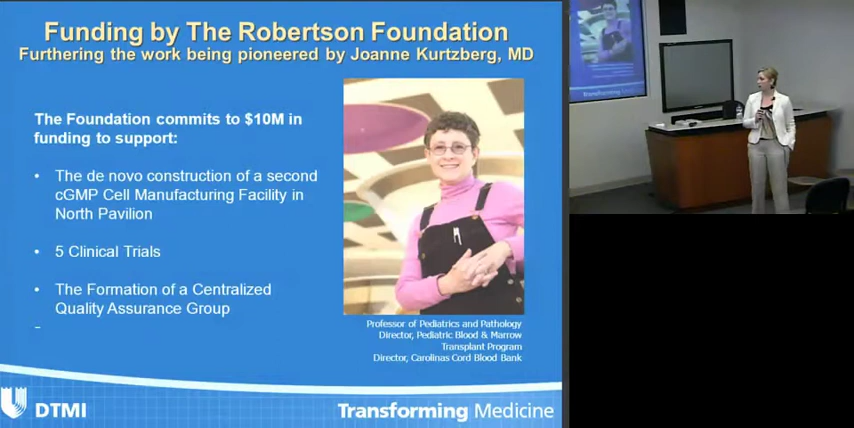 Funding by The Robertson Foundation
Furthering the work being pioneered by Joanne Kurtzberg, MD
The Foundation commits to $10M in
funding to support:
• The de novo construction of a second
cGMP Cell Manufacturing Facility in
North Pavilion
• 5 Clinical Trials
• The Formation of a Centralized
Quality Assurance Group
–
Professor of Pediatrics and Pathology
Director, Pediatric Blood & Marrow
Transplant Program
Director, Carolinas Cord Blood Bank
DTMI
Transforming Medicine
Transforming